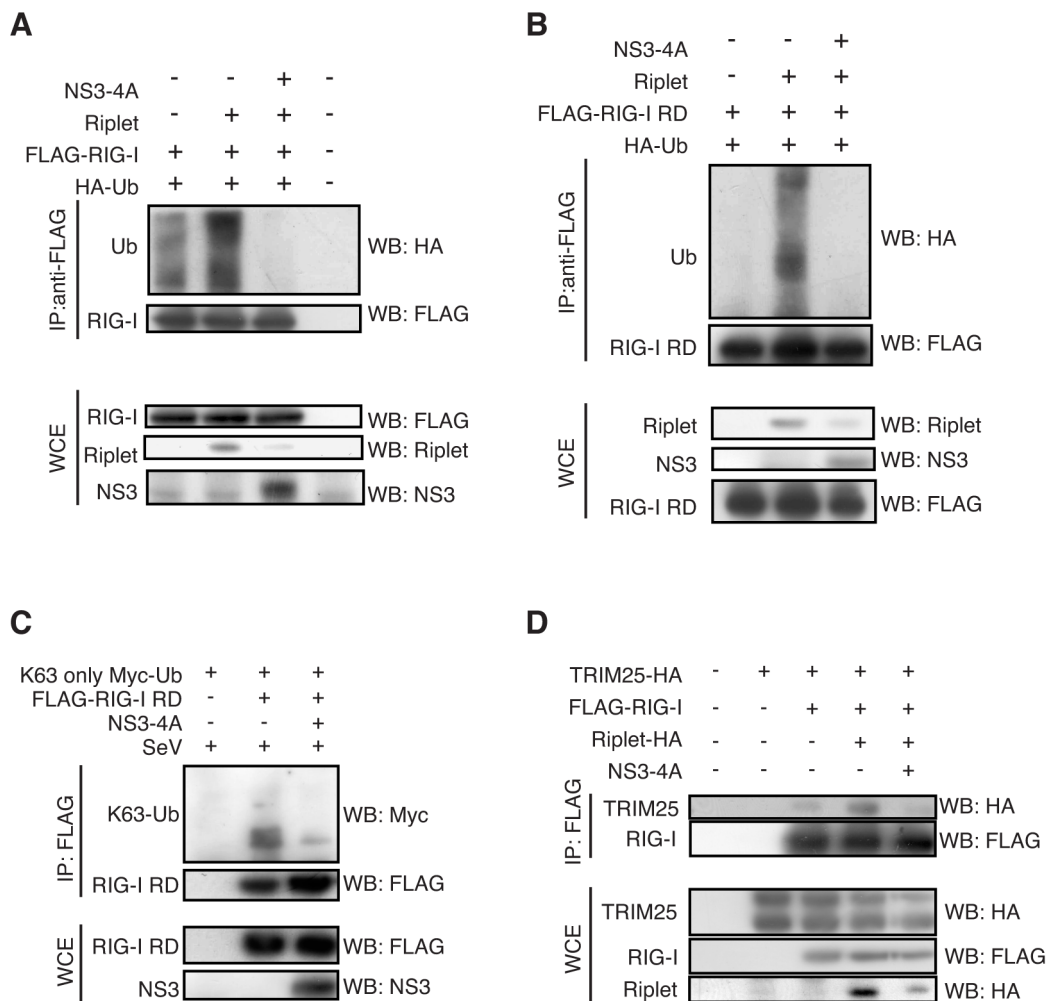 A
NS3-4A - - + -
Riplet - + + -
FLAG-RIG-I + + + -
HA-Ub + + + -
IP:anti-FLAG
Ub WB: HA
RIG-I WB: FLAG
WCE
RIG-I WB: FLAG
Riplet WB: Riplet
NS3 WB: NS3
B
NS3-4A - - +
Riplet - + +
FLAG-RIG-I RD + + +
HA-Ub + + +
IP:anti-FLAG
Ub WB: HA
RIG-I RD WB: FLAG
WCE
Riplet WB: Riplet
NS3 WB: NS3
RIG-I RD WB: FLAG
C
K63 only Myc-Ub + + +
FLAG-RIG-I RD - + +
NS3-4A - - +
SeV + + +
IP: FLAG
K63-Ub WB: Myc
RIG-I RD WB: FLAG
WCE
RIG-I RD WB: FLAG
NS3 WB: NS3
D
TRIM25-HA - + + + +
FLAG-RIG-I - - + + +
Riplet-HA - - - + +
NS3-4A - - - - +
IP: FLAG
TRIM25 WB: HA
RIG-I WB: FLAG
WCE
TRIM25 WB: HA
RIG-I WB: FLAG
Riplet WB: HA